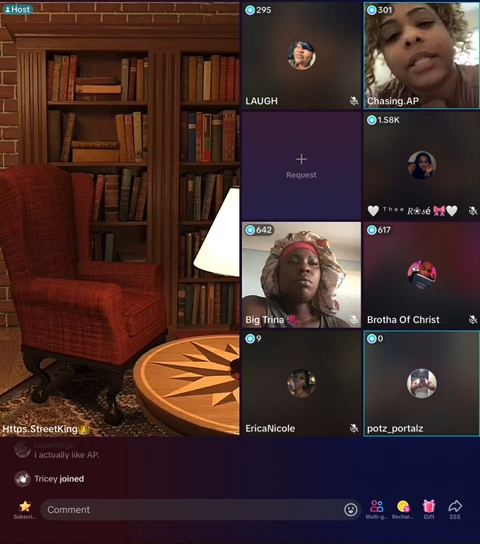 Host
295
LAUGH
301
Chasing.AP
Request
1.58K
🤍 ᵀʰᵉᵉ 𝑅❀𝓈é 🎀🤍
642
Big Trina
617
Brotha Of Christ
Https.StreetKing
9
EricaNicole
0
potz_portalz
I actually like AP.
Tricey joined
Subscri...
Comment
Multi-g...
Rechar...
Gift
555